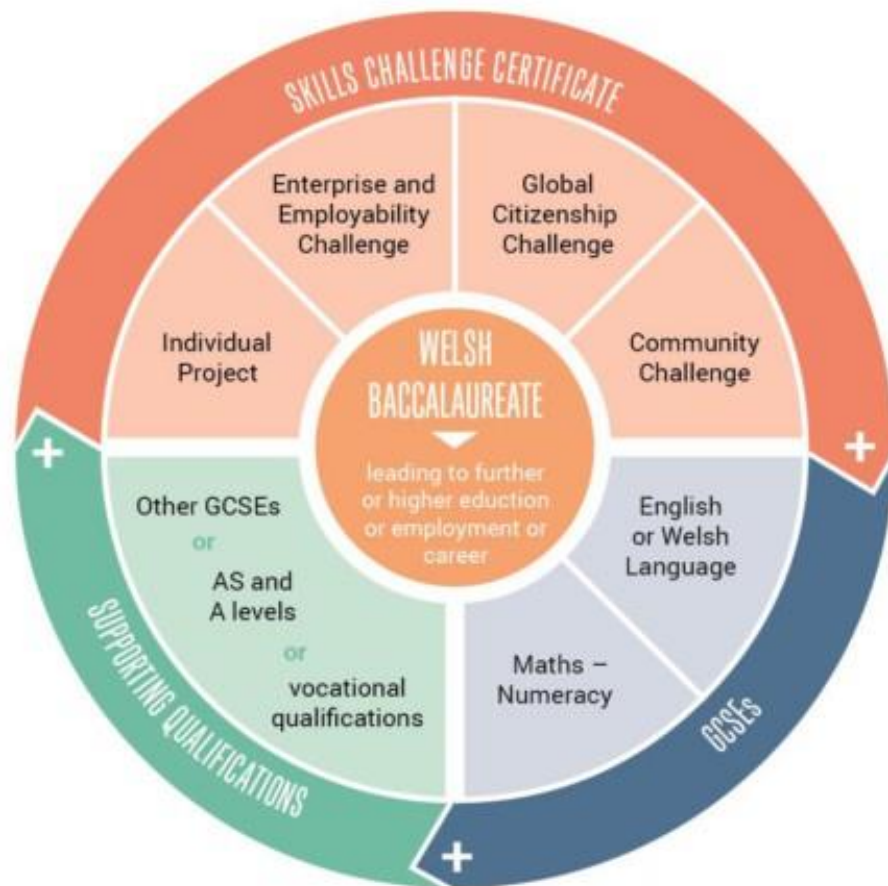 SKILLS CHALLENGE CERTIFICATE
Enterprise and
Employability
Challenge
Global
Citizenship
Challenge
Individual
Project
Community
Challenge
WELSH
BACCALAUREATE
leading to further
or higher eduction
or employment or
career
+
+
Other GCSEs
or
AS and
A levels
or
vocational
qualifications
English
or Welsh
Language
Maths –
Numeracy
SUPPORTING QUALIFICATIONS
GCSEs
+